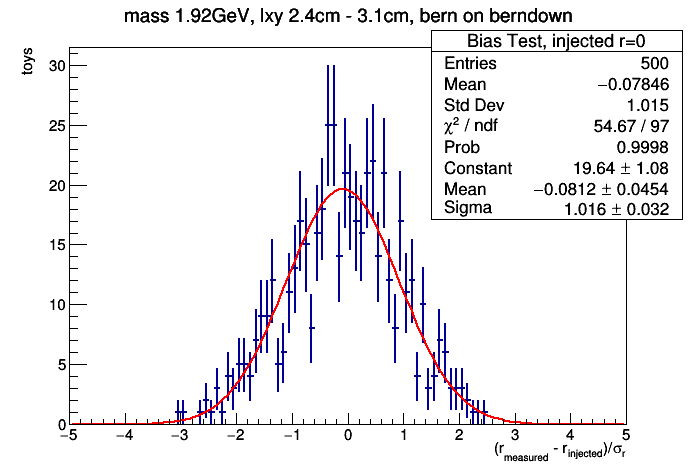 mass 1.92GeV, lxy 2.4cm - 3.1cm, bern on berndown
toys
Bias Test, injected r=0
Entries 500
Mean −0.07846
Std Dev 1.015
χ² / ndf 54.67 / 97
Prob 0.9998
Constant 19.64 ± 1.08
Mean −0.0812 ± 0.0454
Sigma 1.016 ± 0.032
30
25
20
15
10
5
0
−5 −4 −3 −2 −1 0 1 2 3 4 5
(r_measured - r_injected)/σ_r